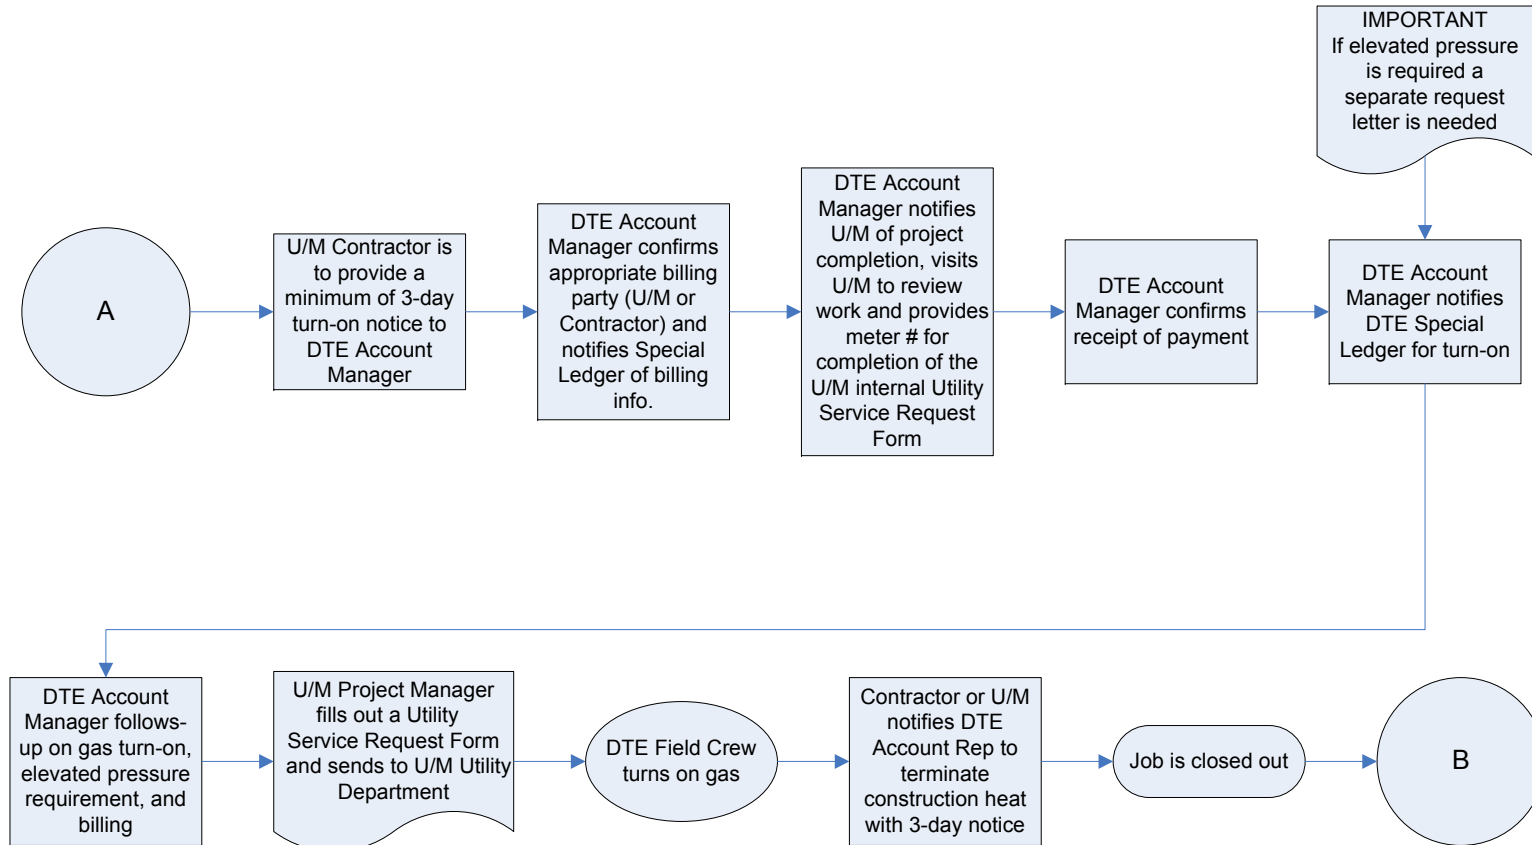 IMPORTANT
If elevated pressure
is required a
separate request
letter is needed
A
U/M Contractor is
to provide a
minimum of 3-day
turn-on notice to
DTE Account
Manager
DTE Account
Manager confirms
appropriate billing
party (U/M or
Contractor) and
notifies Special
Ledger of billing
info.
DTE Account
Manager notifies
U/M of project
completion, visits
U/M to review
work and provides
meter # for
completion of the
U/M internal Utility
Service Request
Form
DTE Account
Manager confirms
receipt of payment
DTE Account
Manager notifies
DTE Special
Ledger for turn-on
DTE Account
Manager follows-
up on gas turn-on,
elevated pressure
requirement, and
billing
U/M Project Manager
fills out a Utility
Service Request Form
and sends to U/M Utility
Department
DTE Field Crew
turns on gas
Contractor or U/M
notifies DTE
Account Rep to
terminate
construction heat
with 3-day notice
Job is closed out
B